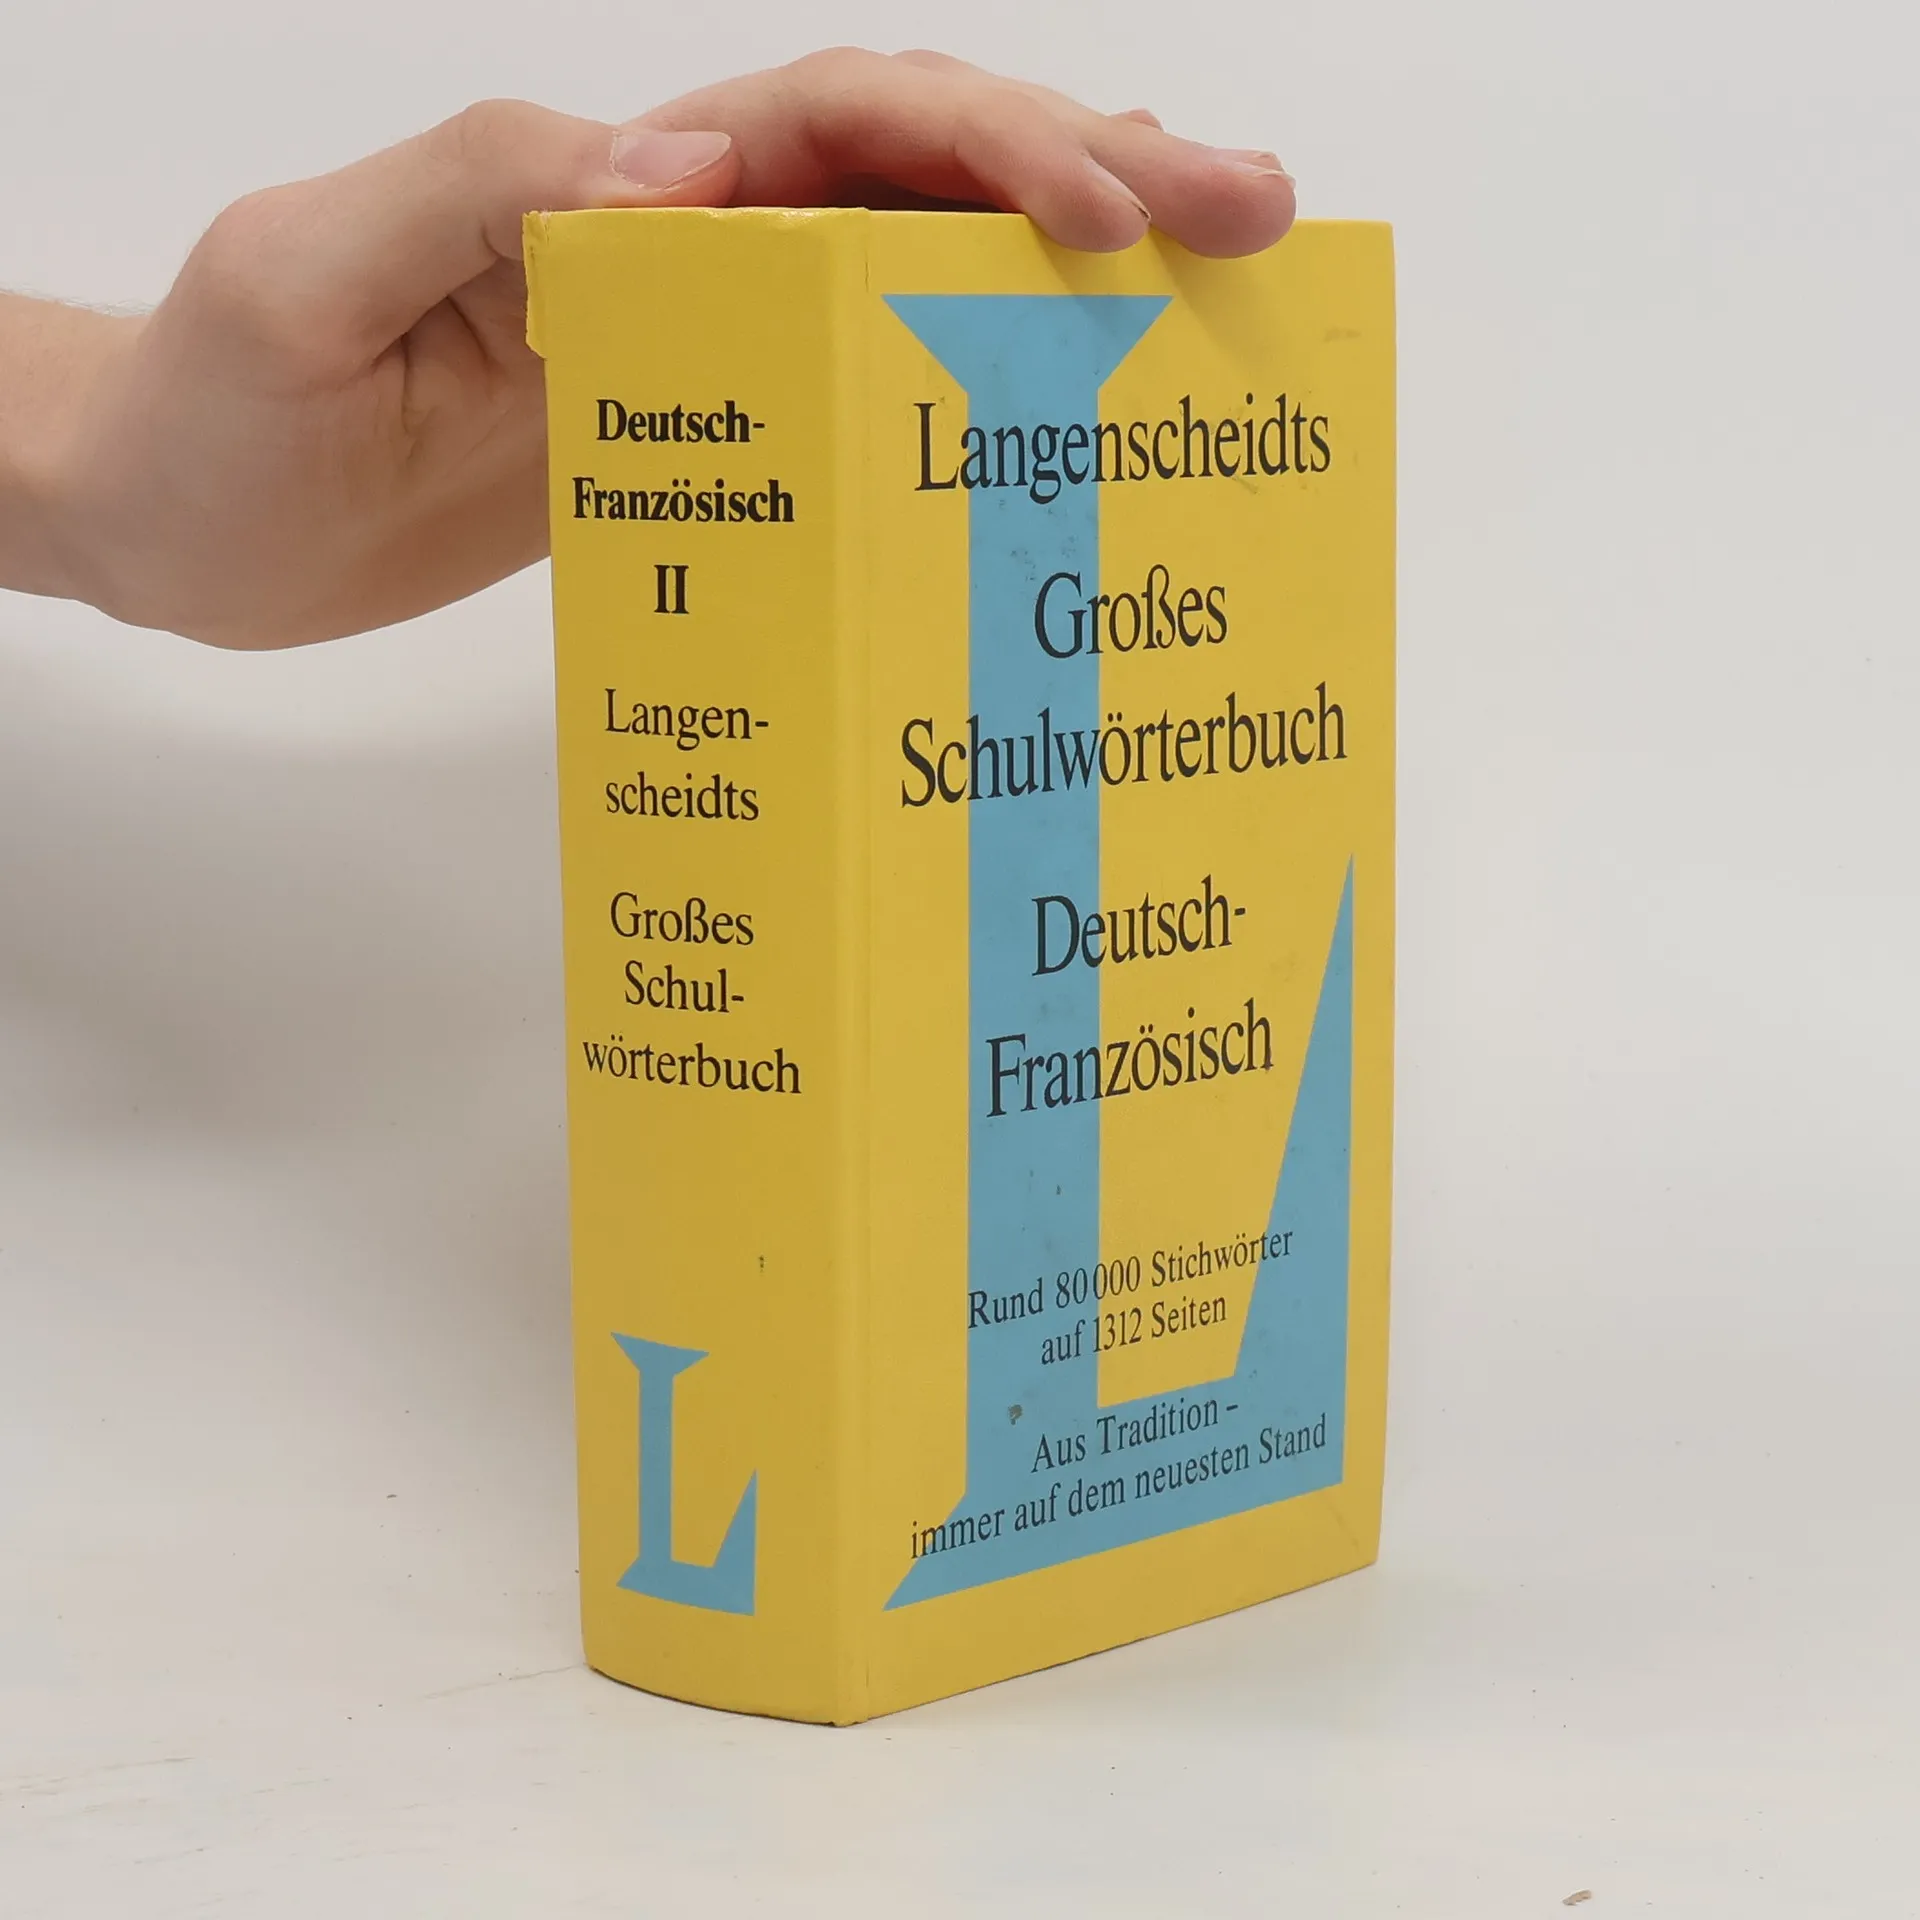 Deutsch-
Französisch
II
Langen-
scheidts
Großes
Schul-
wörterbuch
L
Langenscheidts
Großes
Schulwörterbuch
Deutsch-
Französisch
Rund 80 000 Stichwörter
auf 1312 Seiten
Aus Tradition –
immer auf dem neuesten Stand
L